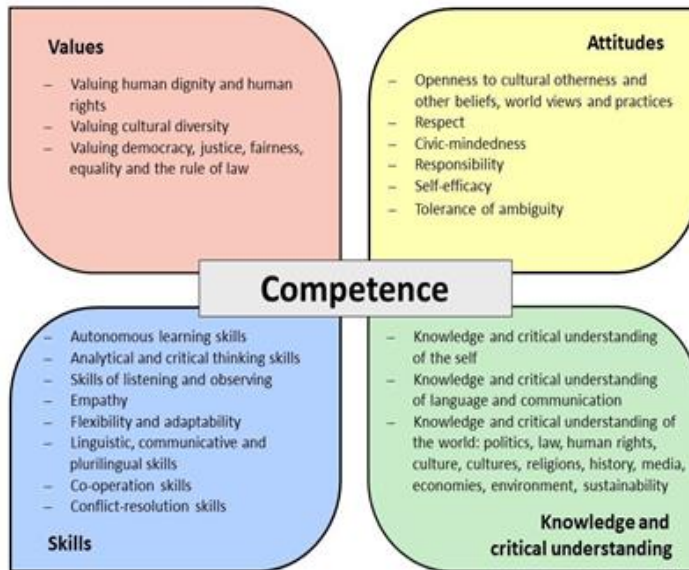 Values
– Valuing human dignity and human
rights
– Valuing cultural diversity
– Valuing democracy, justice, fairness,
equality and the rule of law
Attitudes
– Openness to cultural otherness and
other beliefs, world views and practices
– Respect
– Civic-mindedness
– Responsibility
– Self-efficacy
– Tolerance of ambiguity
Competence
– Autonomous learning skills
– Analytical and critical thinking skills
– Skills of listening and observing
– Empathy
– Flexibility and adaptability
– Linguistic, communicative and
plurilingual skills
– Co-operation skills
– Conflict-resolution skills
Skills
– Knowledge and critical understanding
of the self
– Knowledge and critical understanding
of language and communication
– Knowledge and critical understanding of
the world: politics, law, human rights,
culture, cultures, religions, history, media,
economies, environment, sustainability
Knowledge and
critical understanding